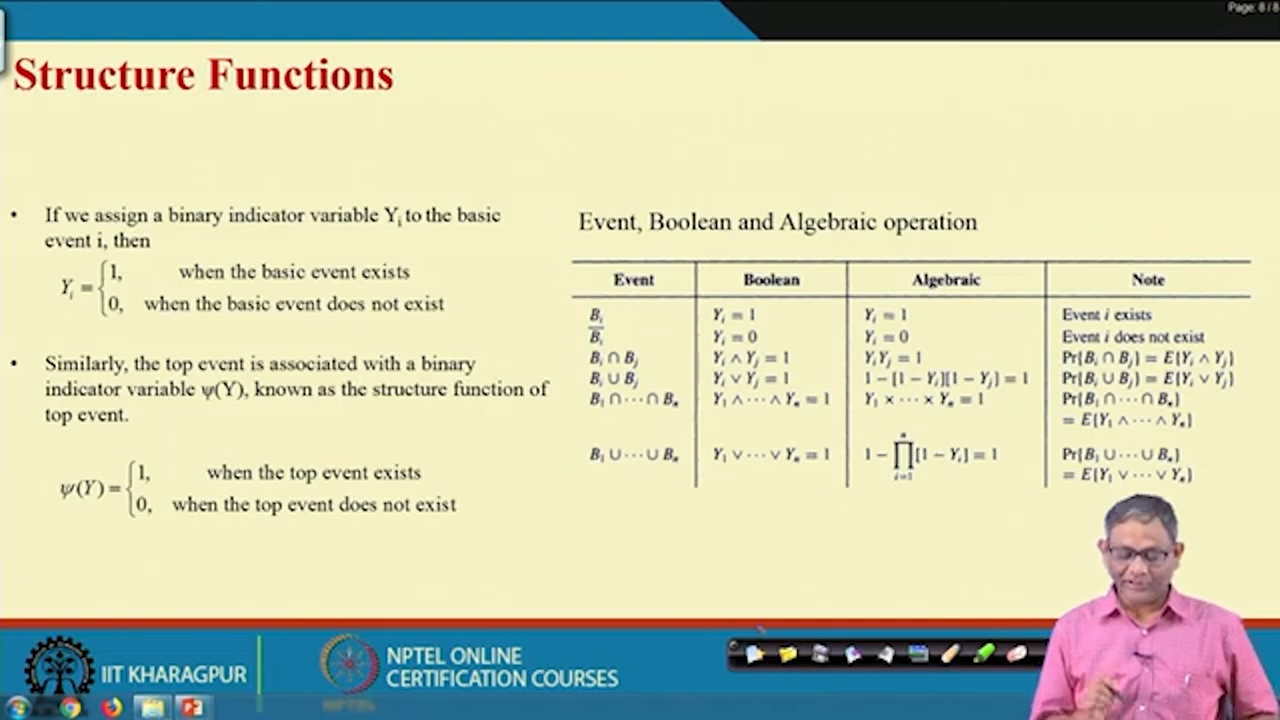 Page: 8 / 8
Structure Functions
• If we assign a binary indicator variable Yᵢ to the basic
event i, then
Yᵢ = { 1, when the basic event exists
0, when the basic event does not exist
• Similarly, the top event is associated with a binary
indicator variable ψ(Y), known as the structure function of
top event.
ψ(Y) = { 1, when the top event exists
0, when the top event does not exist
Event, Boolean and Algebraic operation
Event Boolean Algebraic Note
Bᵢ Yᵢ = 1 Yᵢ = 1 Event i exists
B̅ᵢ Yᵢ = 0 Yᵢ = 0 Event i does not exist
Bᵢ ∩ Bⱼ Yᵢ ∧ Yⱼ = 1 YᵢYⱼ = 1 Pr{Bᵢ ∩ Bⱼ} = E{Yᵢ ∧ Yⱼ}
Bᵢ ∪ Bⱼ Yᵢ ∨ Yⱼ = 1 1 − [1 − Yᵢ][1 − Yⱼ] = 1 Pr{Bᵢ ∪ Bⱼ} = E{Yᵢ ∨ Yⱼ}
B₁ ∩ ··· ∩ Bₙ Y₁ ∧ ··· ∧ Yₙ = 1 Y₁ × ··· × Yₙ = 1 Pr{B₁ ∩ ··· ∩ Bₙ}
= E{Y₁ ∧ ··· ∧ Yₙ}
B₁ ∪ ··· ∪ Bₙ Y₁ ∨ ··· ∨ Yₙ = 1 1 − ∏ⁿᵢ₌₁[1 − Yᵢ] = 1 Pr{B₁ ∪ ··· ∪ Bₙ}
= E{Y₁ ∨ ··· ∨ Yₙ}
IIT KHARAGPUR
NPTEL ONLINE
CERTIFICATION COURSES